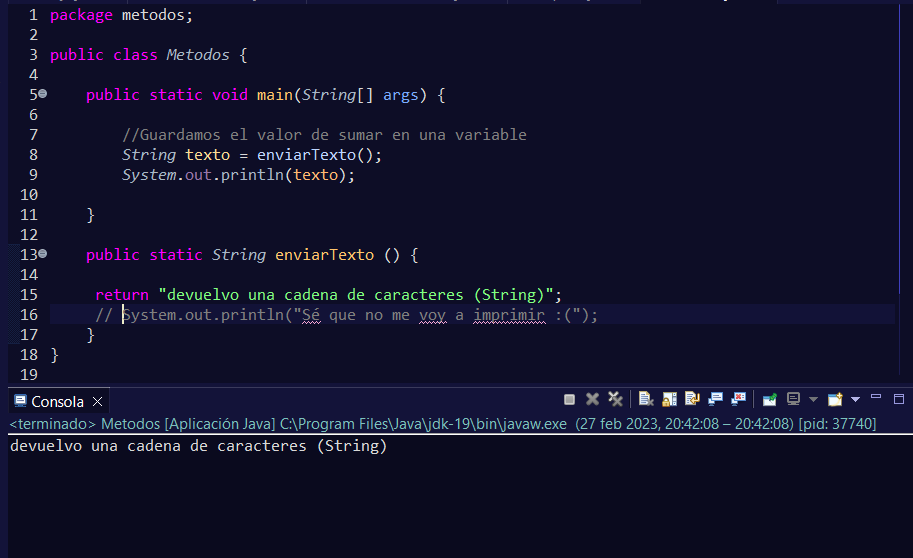 1 package metodos;
2
3 public class Metodos {
4
5 public static void main(String[] args) {
6
7 //Guardamos el valor de sumar en una variable
8 String texto = enviarTexto();
9 System.out.println(texto);
10
11 }
12
13 public static String enviarTexto () {
14
15 return "devuelvo una cadena de caracteres (String)";
16 // System.out.println("Sé que no me voy a imprimir :(");
17 }
18 }
19
Consola
<terminado> Metodos [Aplicación Java] C:\Program Files\Java\jdk-19\bin\javaw.exe (27 feb 2023, 20:42:08 – 20:42:08) [pid: 37740]
devuelvo una cadena de caracteres (String)